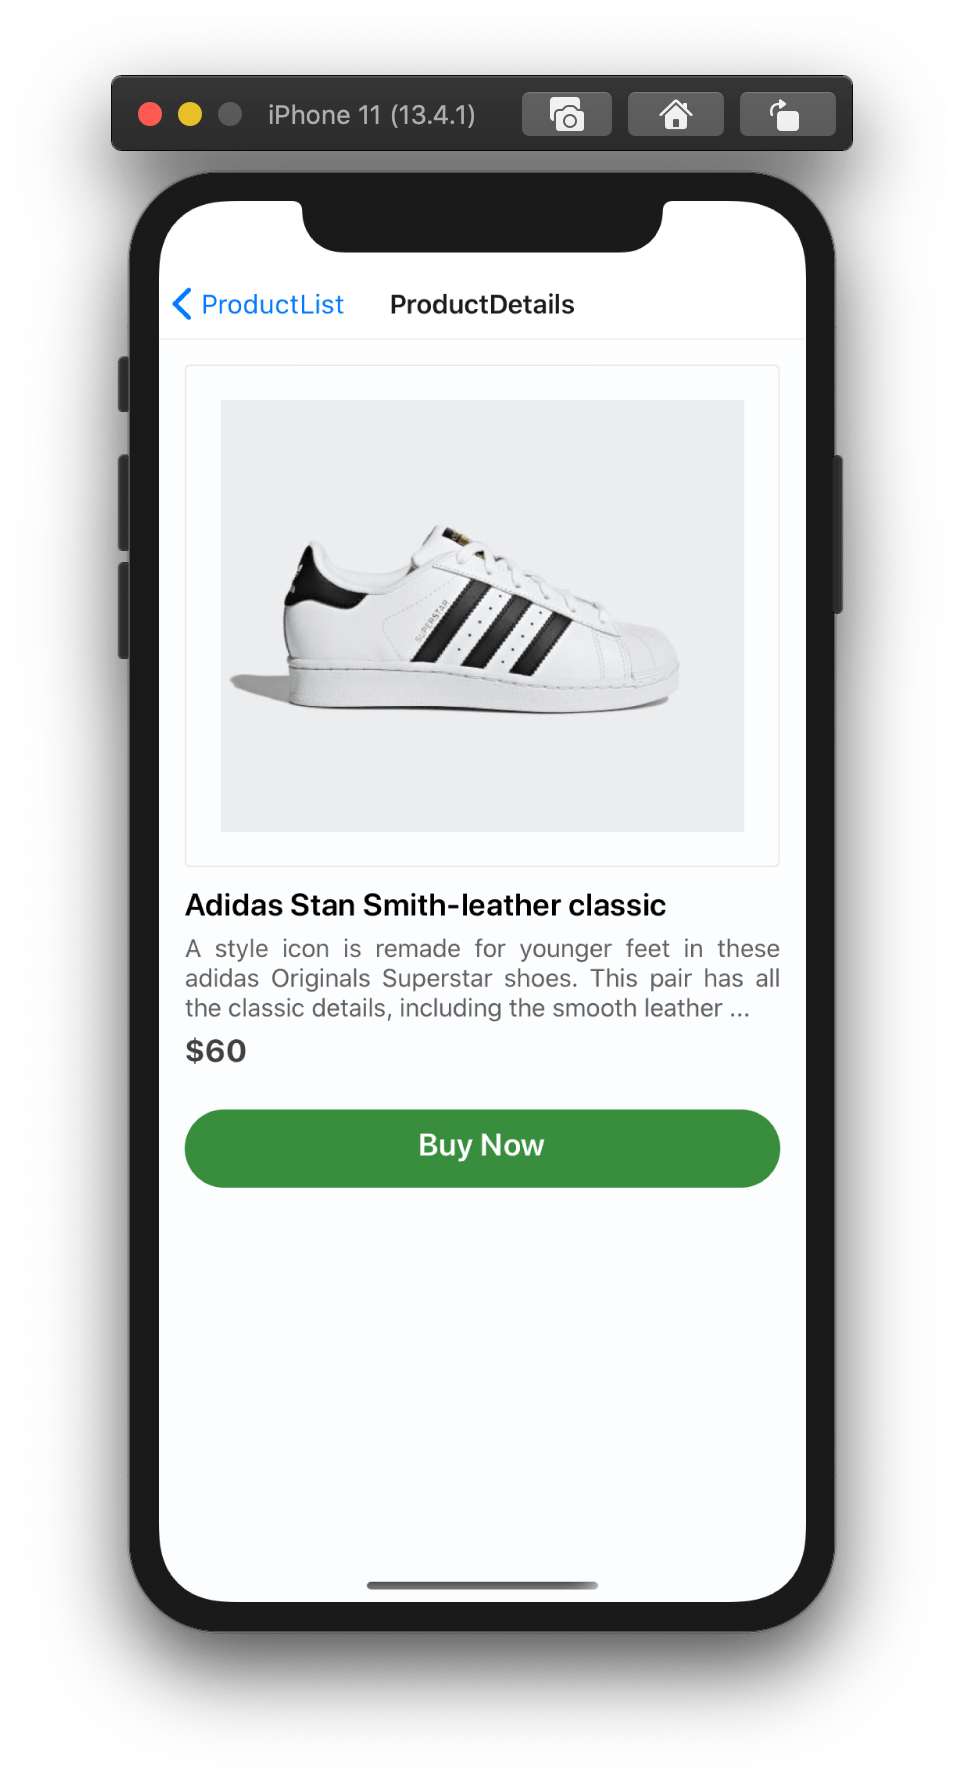 iPhone 11 (13.4.1)
ProductList
ProductDetails
SUPERSTAR
Adidas Stan Smith-leather classic
A style icon is remade for younger feet in these
adidas Originals Superstar shoes. This pair has all
the classic details, including the smooth leather ...
$60
Buy Now